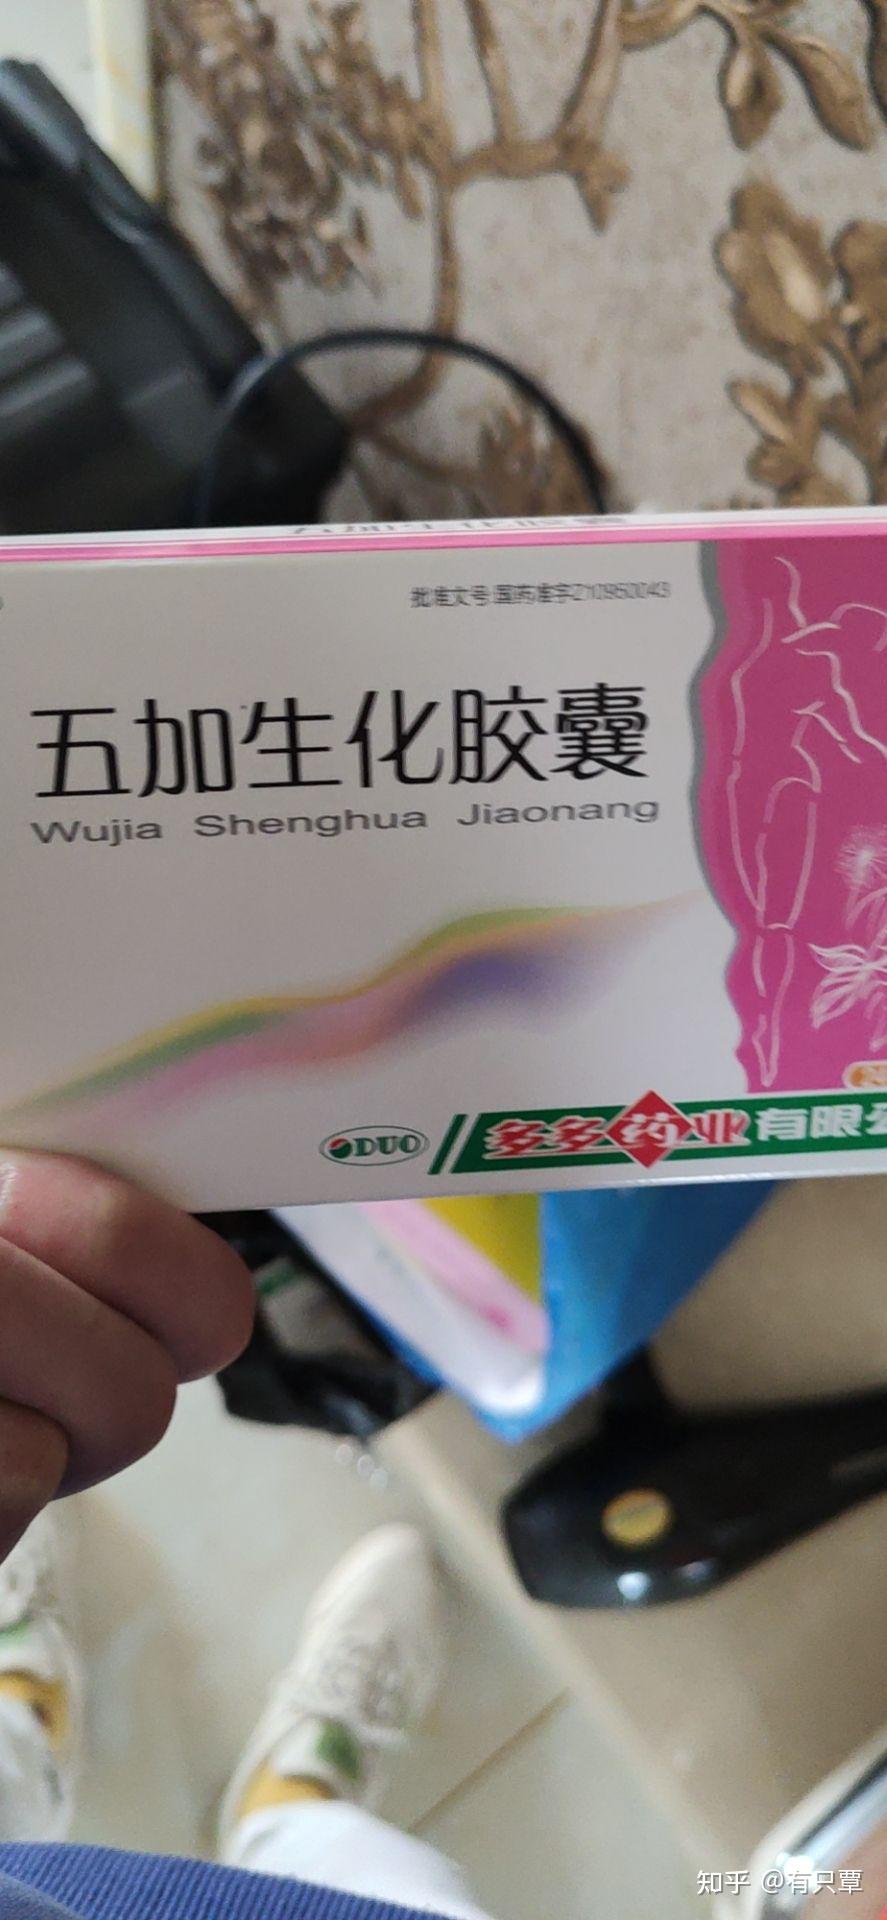 批准文号:国药准字Z10950043
五加生化胶囊
Wujia Shenghua Jiaonang
DUO 多多药业有限公
知乎 @有只覃